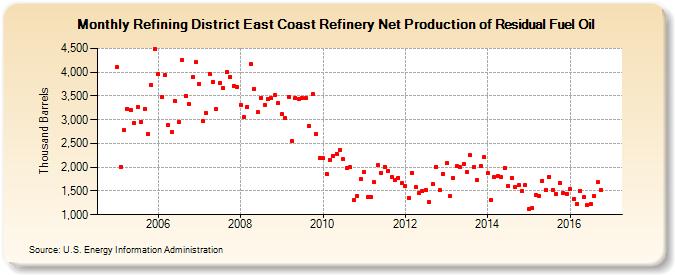 Monthly Refining District East Coast Refinery Net Production of Residual Fuel Oil
Thousand Barrels
4,500
4,000
3,500
3,000
2,500
2,000
1,500
1,000
2006 2008 2010 2012 2014 2016
Source: U.S. Energy Information Administration